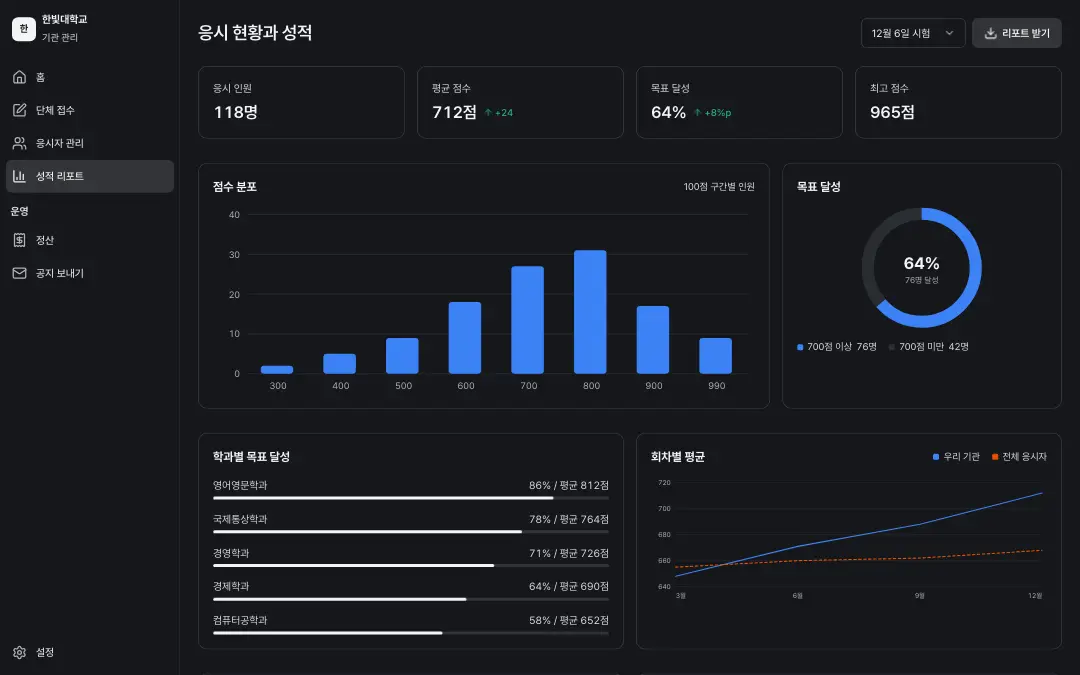 한
한빛대학교
기관 관리
홈
단체 접수
응시자 관리
성적 리포트
운영
정산
공지 보내기
설정
응시 현황과 성적
12월 6일 시험
리포트 받기
응시 인원
118명
평균 점수
712점 ↑ +24
목표 달성
64% ↑ +8%p
최고 점수
965점
점수 분포
100점 구간별 인원
40
30
20
10
0
300 400 500 600 700 800 900 990
목표 달성
64%
76명 달성
700점 이상 76명 700점 미만 42명
학과별 목표 달성
영어영문학과 86% / 평균 812점
국제통상학과 78% / 평균 764점
경영학과 71% / 평균 726점
경제학과 64% / 평균 690점
컴퓨터공학과 58% / 평균 652점
회차별 평균
우리 기관 전체 응시자
720
700
680
660
640
3월 6월 9월 12월